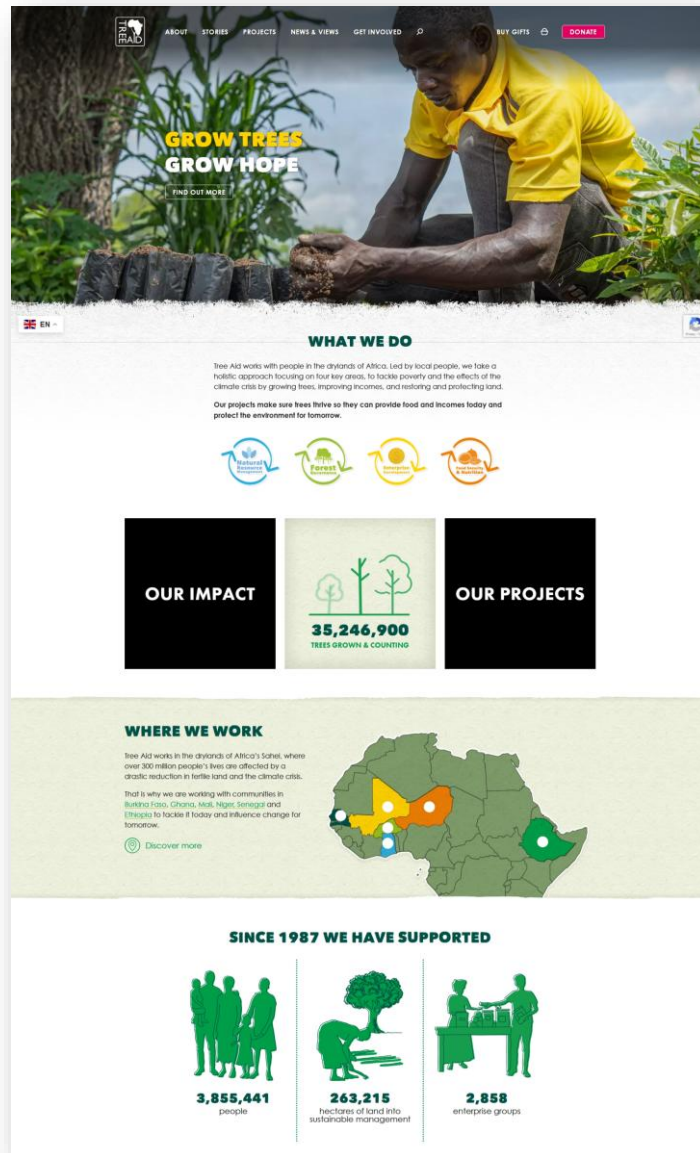 TREE AID
ABOUT STORIES PROJECTS NEWS & VIEWS GET INVOLVED BUY GIFTS DONATE
GROW TREES
GROW HOPE
FIND OUT MORE
EN
WHAT WE DO
Tree Aid works with people in the drylands of Africa. Led by local people, we take a
holistic approach focusing on four key areas, to tackle poverty and the effects of the
climate crisis by growing trees, improving incomes, and restoring and protecting land.
Our projects make sure trees thrive so they can provide food and incomes today and
protect the environment for tomorrow.
Natural
Resource
Management
Forest
Governance
Enterprise
Development
Food Security
& Nutrition
OUR IMPACT
35,246,900
TREES GROWN & COUNTING
OUR PROJECTS
WHERE WE WORK
Tree Aid works in the drylands of Africa's Sahel, where
over 300 million people's lives are affected by a
drastic reduction in fertile land and the climate crisis.
That is why we are working with communities in
Burkina Faso, Ghana, Mali, Niger, Senegal and
Ethiopia to tackle it today and influence change for
tomorrow.
Discover more
SINCE 1987 WE HAVE SUPPORTED
3,855,441
people
263,215
hectares of land into
sustainable management
2,858
enterprise groups